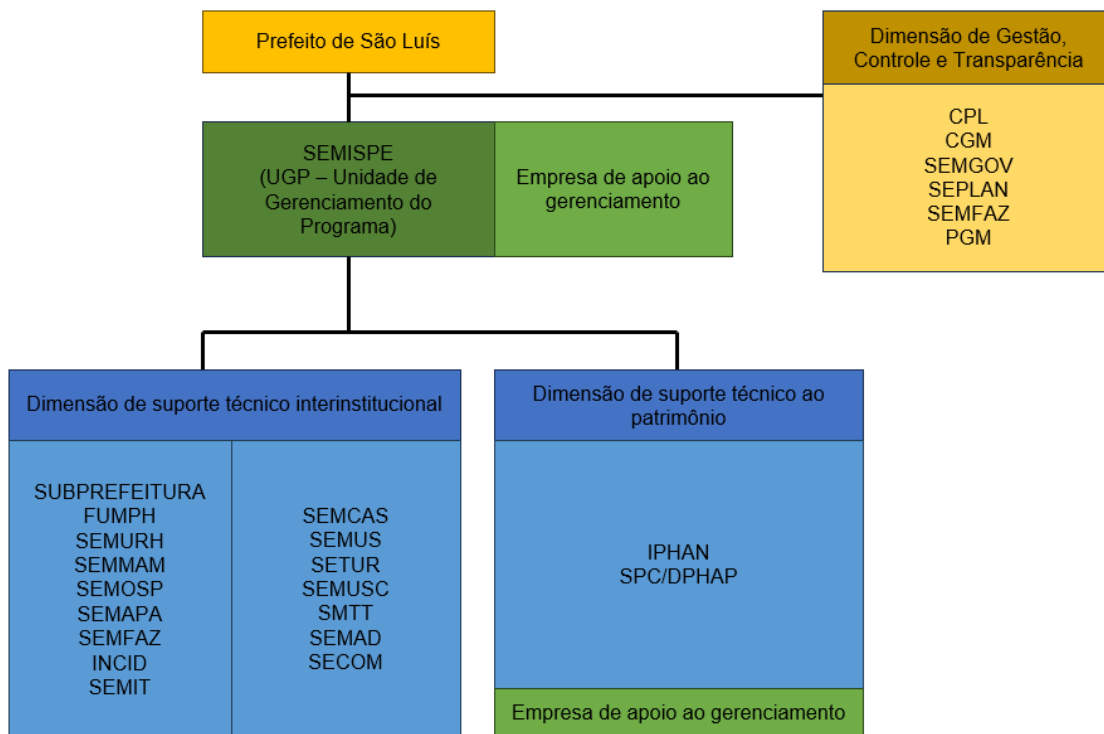 Prefeito de São Luís
Dimensão de Gestão,
Controle e Transparência
CPL
CGM
SEMGOV
SEPLAN
SEMFAZ
PGM
SEMISPE
(UGP – Unidade de
Gerenciamento do
Programa)
Empresa de apoio ao
gerenciamento
Dimensão de suporte técnico interinstitucional
SUBPREFEITURA
FUMPH
SEMURH
SEMMAM
SEMOSP
SEMAPA
SEMFAZ
INCID
SEMIT
SEMCAS
SEMUS
SETUR
SEMUSC
SMTT
SEMAD
SECOM
Dimensão de suporte técnico ao
patrimônio
IPHAN
SPC/DPHAP
Empresa de apoio ao gerenciamento